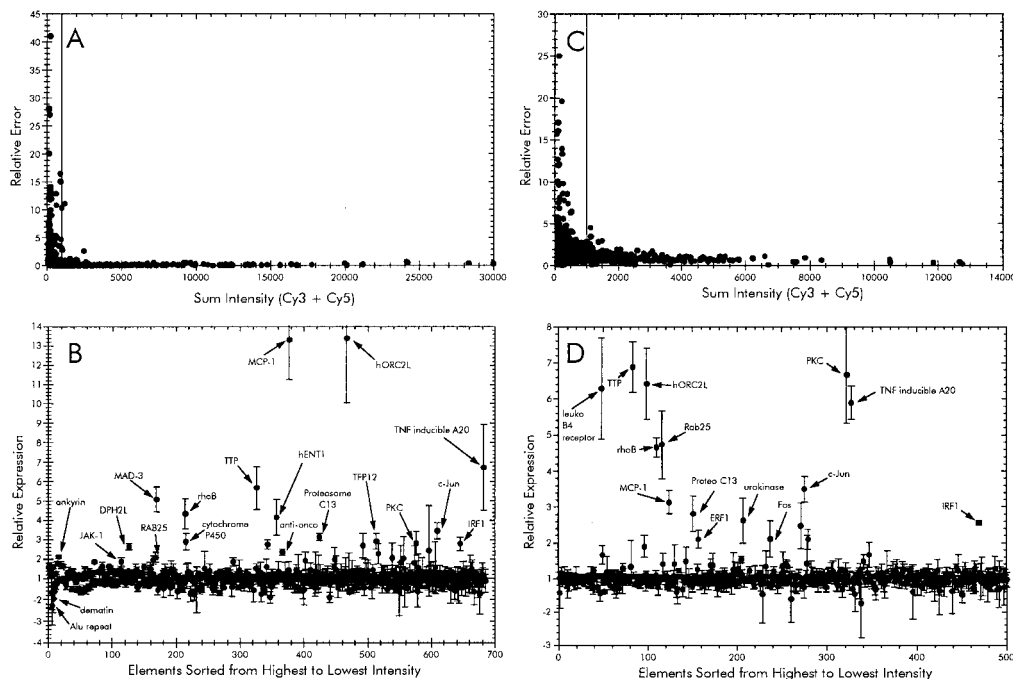 A
Relative Error
45
40
35
30
25
20
15
10
5
0
0 5000 10000 15000 20000 25000 30000
Sum Intensity (Cy3 + Cy5)
C
Relative Error
30
25
20
15
10
5
0
0 2000 4000 6000 8000 10000 12000 14000
Sum Intensity (Cy3 + Cy5)
B
Relative Expression
14
13
12
11
10
9
8
7
6
5
4
3
2
1
-2
-3
-4
MCP-1
hORC2L
TNF inducible A20
MAD-3
TTP
hENT1
ankyrin
DPH2L
rhoB
Proteasome
C13
TFP12
c-Jun
JAK-1
RAB25
cytochrome
P450
anti-onco
PKC
IRF1
dematin
Alu repeat
0 100 200 300 400 500 600 700
Elements Sorted from Highest to Lowest Intensity
D
Relative Expression
8
7
6
5
4
3
2
1
-2
-3
PKC
TTP
hORC2L
TNF inducible A20
leuko
B4
receptor
rhoB
Rab25
MCP-1
Proteo C13
urokinase
c-Jun
ERF1
Fos
IRF1
0 100 200 300 400 500
Elements Sorted from Highest to Lowest Intensity